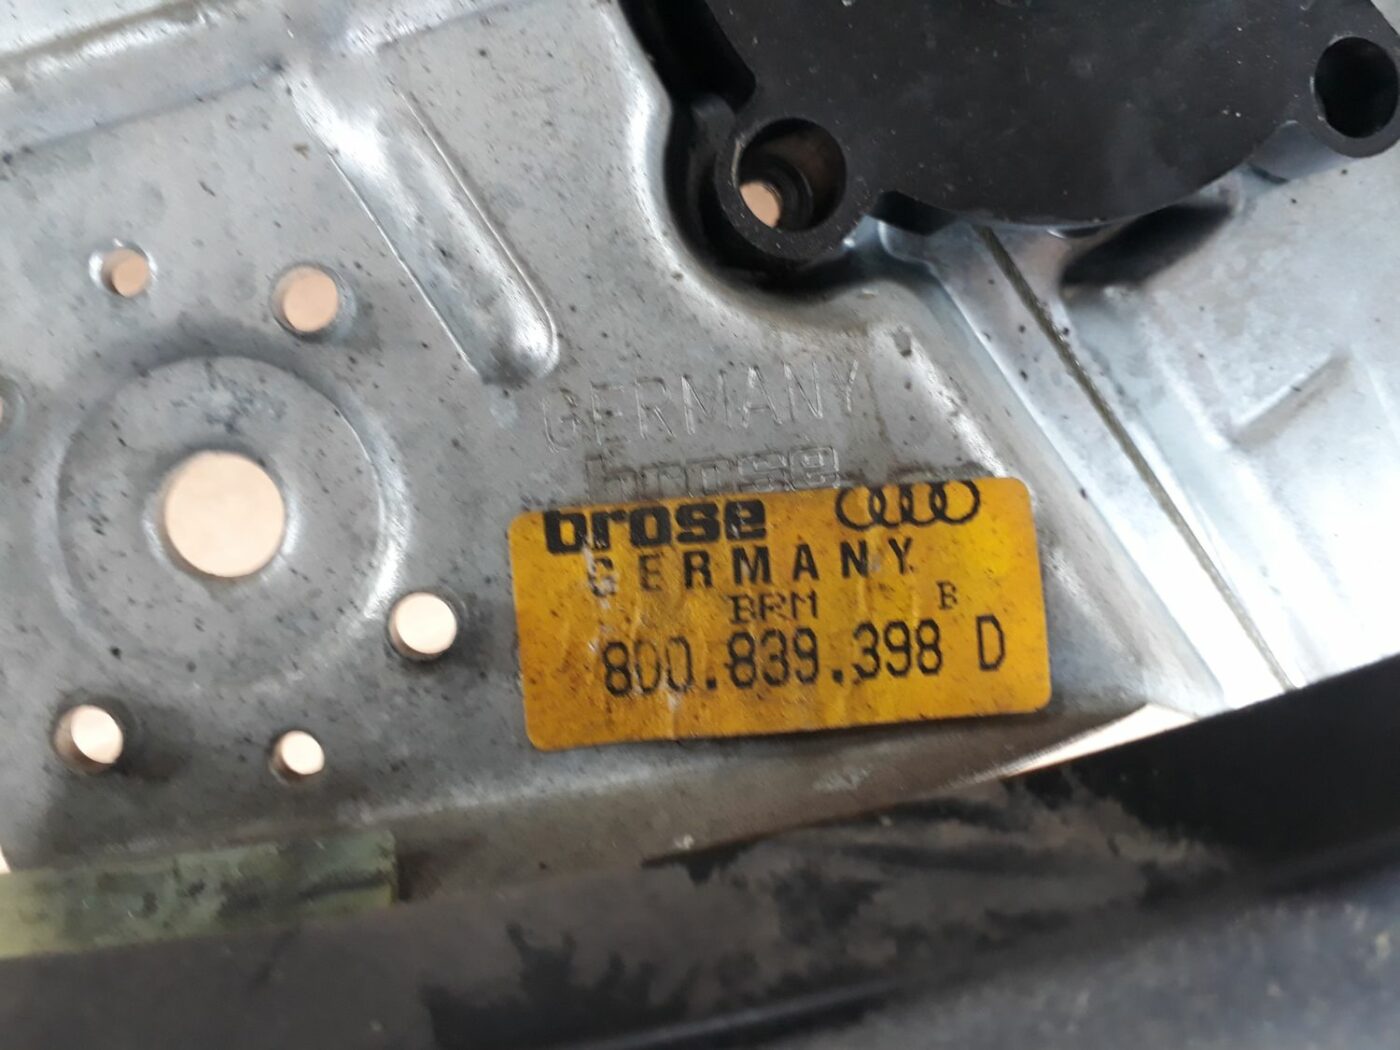 GERMANY
brose
brose
GERMANY
BRM B
8D0.839.398 D